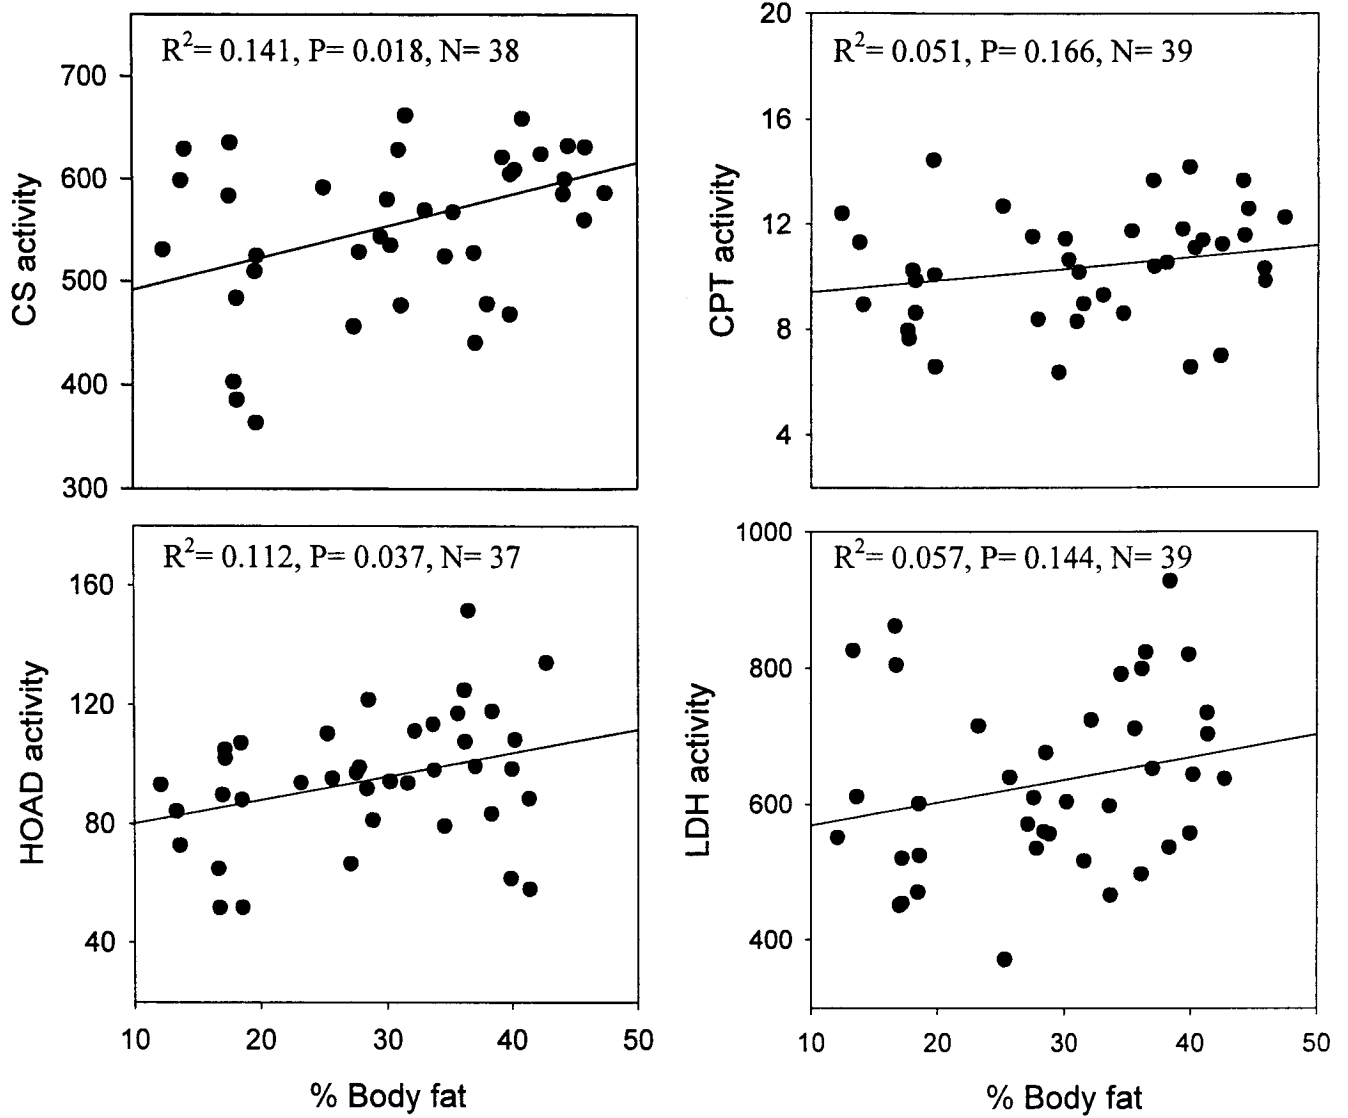 R²= 0.141, P= 0.018, N= 38
700
600
500
400
300
CS activity
R²= 0.051, P= 0.166, N= 39
20
16
12
8
4
CPT activity
R²= 0.112, P= 0.037, N= 37
160
120
80
40
HOAD activity
10 20 30 40 50
% Body fat
R²= 0.057, P= 0.144, N= 39
1000
800
600
400
LDH activity
10 20 30 40 50
% Body fat